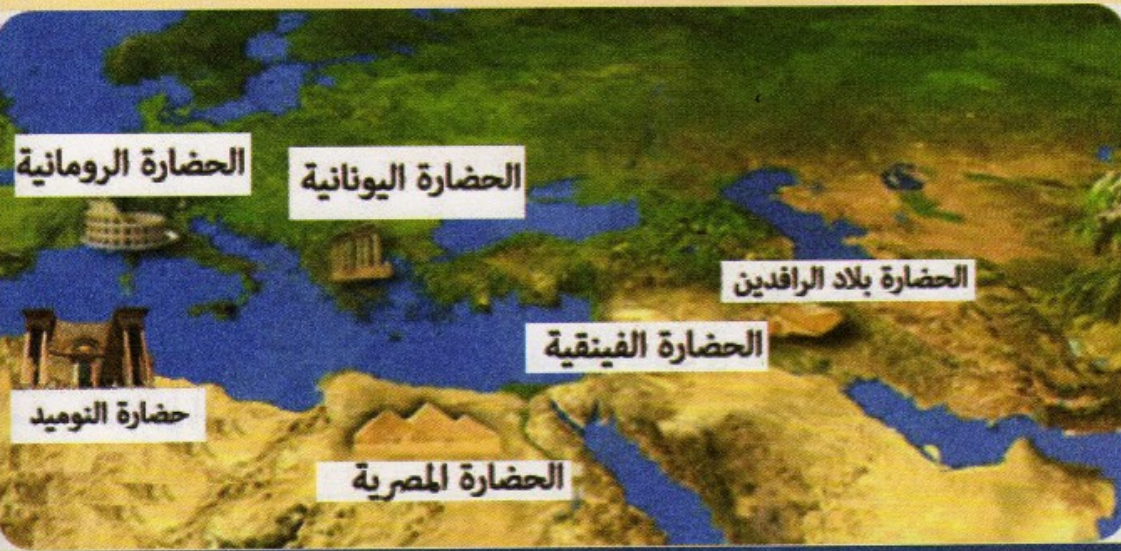 الحضارة الرومانية
الحضارة اليونانية
الحضارة بلاد الرافدين
الحضارة الفينقية
حضارة النوميد
الحضارة المصرية